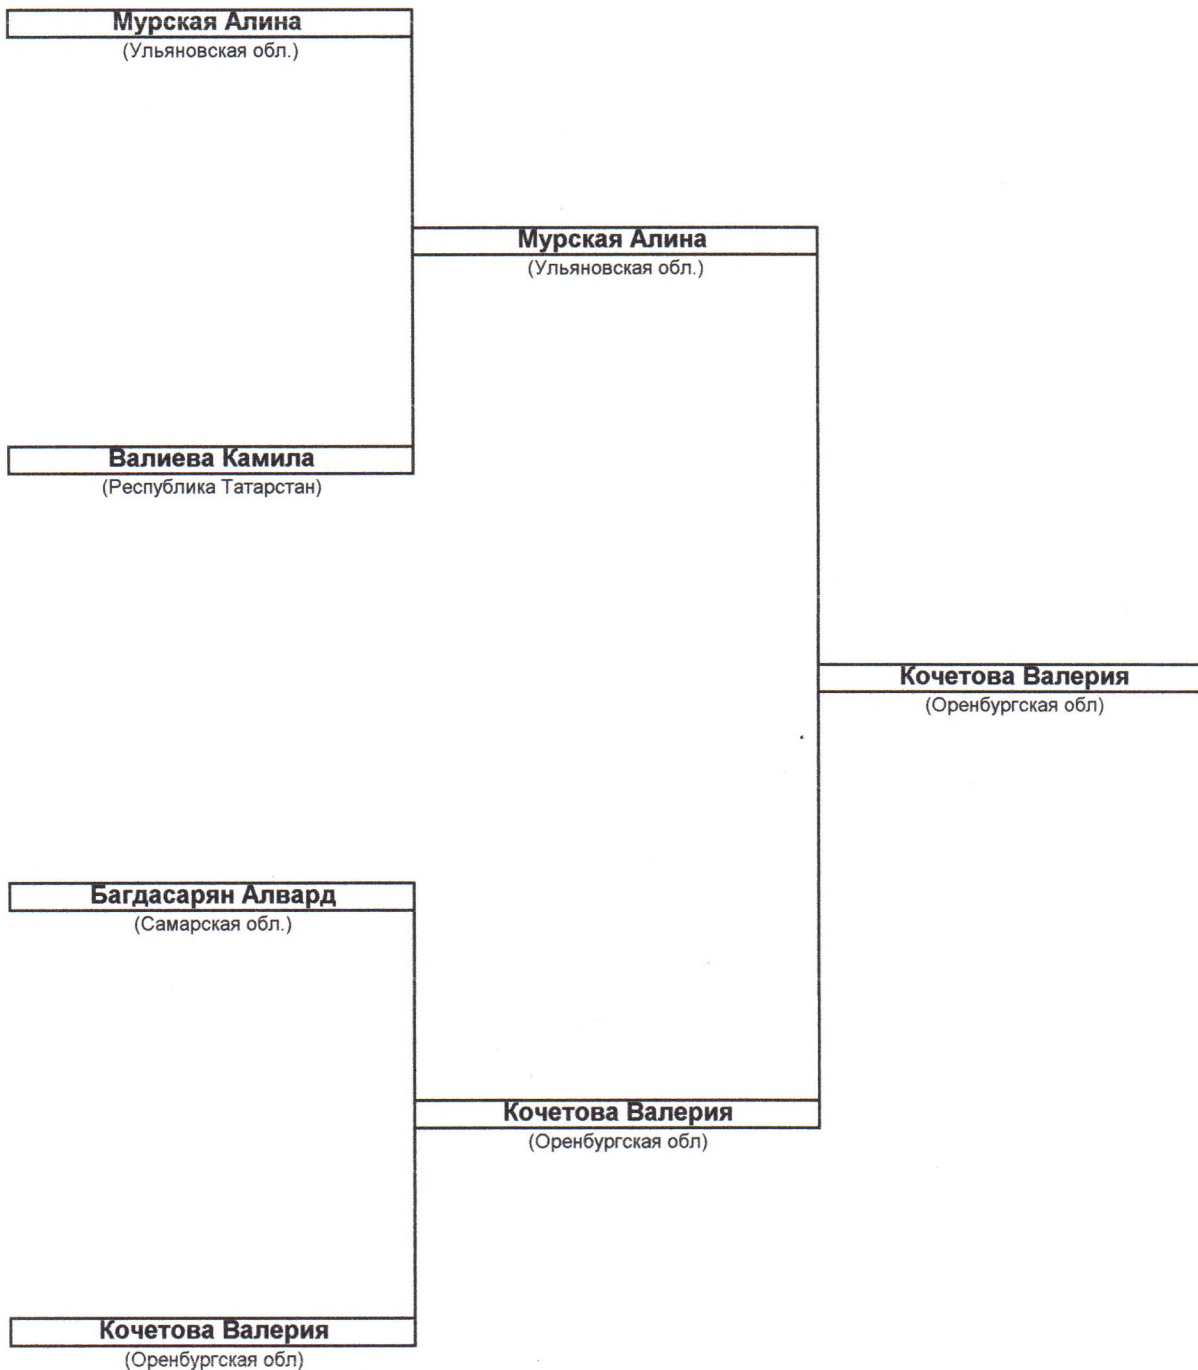 Мурская Алина
(Ульяновская обл.)
Мурская Алина
(Ульяновская обл.)
Валиева Камила
(Республика Татарстан)
Кочетова Валерия
(Оренбургская обл)
Багдасарян Алвард
(Самарская обл.)
Кочетова Валерия
(Оренбургская обл)
Кочетова Валерия
(Оренбургская обл)